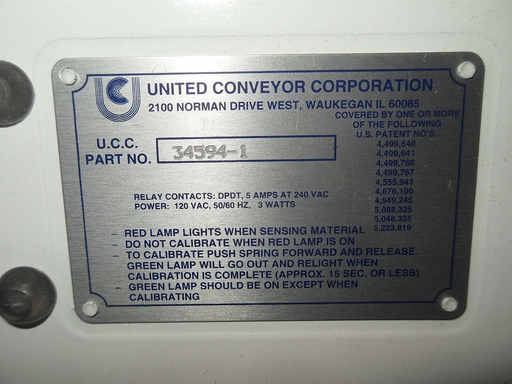 UNITED CONVEYOR CORPORATION
2100 NORMAN DRIVE WEST, WAUKEGAN IL 60085
COVERED BY ONE OR MORE
OF THE FOLLOWING
U.S. PATENT NO'S.
U.C.C.
PART NO. 34594-1
4,499,640
4,499,641
4,499,766
4,499,767
4,555,941
4,676,100
4,549,245
5,088,325
5,048,335
5,223,819
RELAY CONTACTS: DPDT, 5 AMPS AT 240 VAC
POWER: 120 VAC, 50/60 HZ, 3 WATTS
- RED LAMP LIGHTS WHEN SENSING MATERIAL
- DO NOT CALIBRATE WHEN RED LAMP IS ON
- TO CALIBRATE PUSH SPRING FORWARD AND RELEASE.
GREEN LAMP WILL GO OUT AND RELIGHT WHEN
CALIBRATION IS COMPLETE (APPROX. 15 SEC. OR LESS)
- GREEN LAMP SHOULD BE ON EXCEPT WHEN
CALIBRATING